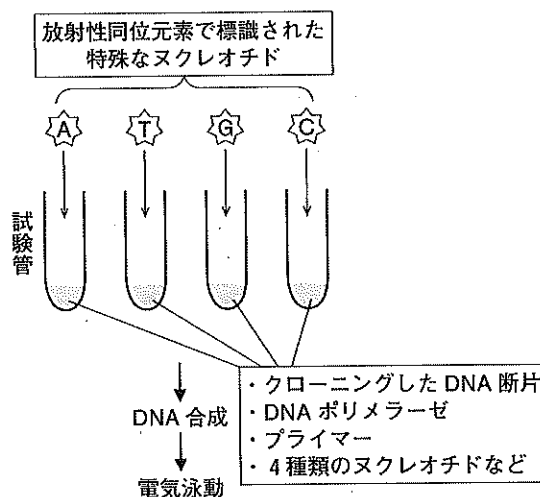 放射性同位元素で標識された
特殊なヌクレオチド
A T G C
試験管
・クローニングした DNA 断片
・DNA ポリメラーゼ
・プライマー
・4種類のヌクレオチドなど
DNA 合成
電気泳動